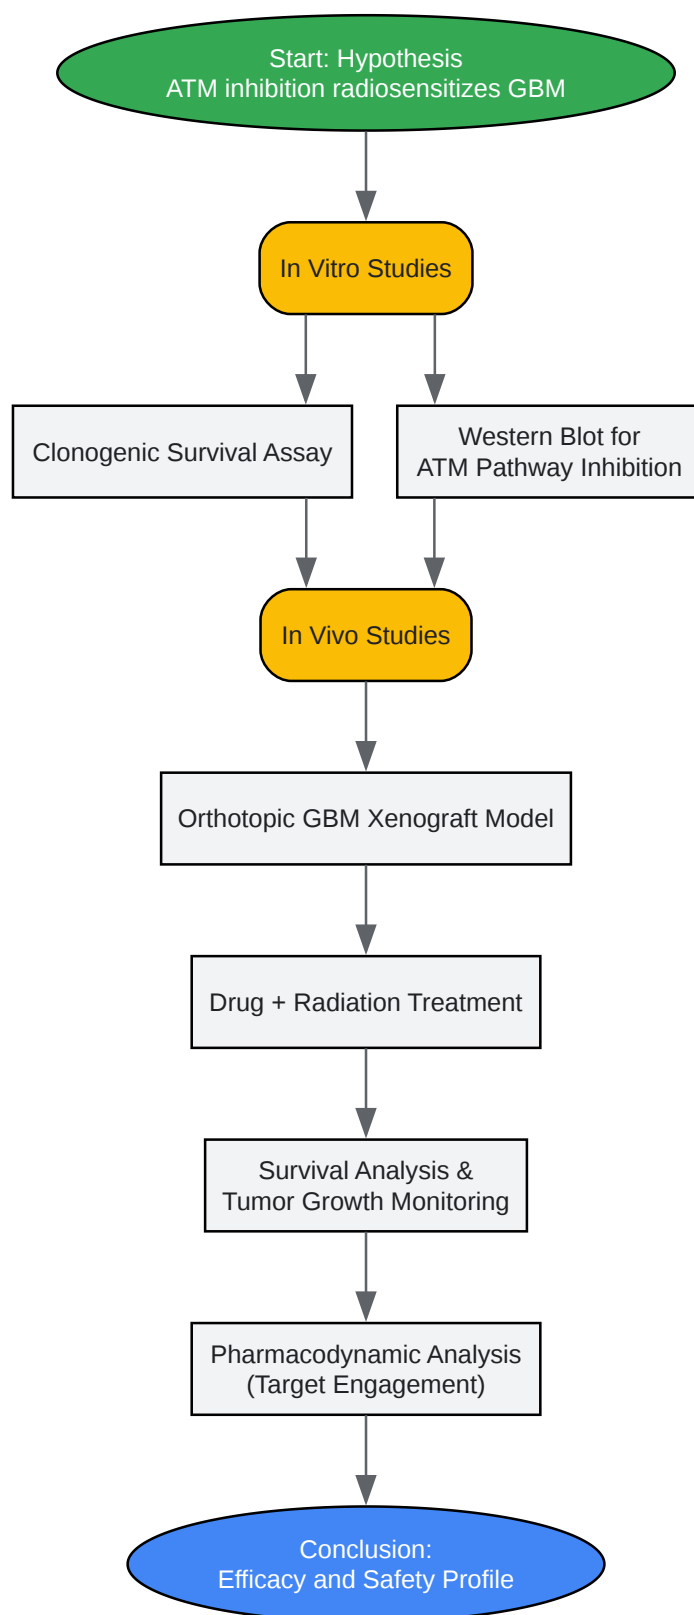 Start: Hypothesis
ATM inhibition radiosensitizes GBM
In Vitro Studies
Clonogenic Survival Assay
Western Blot for
ATM Pathway Inhibition
In Vivo Studies
Orthotopic GBM Xenograft Model
Drug + Radiation Treatment
Survival Analysis &
Tumor Growth Monitoring
Pharmacodynamic Analysis
(Target Engagement)
Conclusion:
Efficacy and Safety Profile